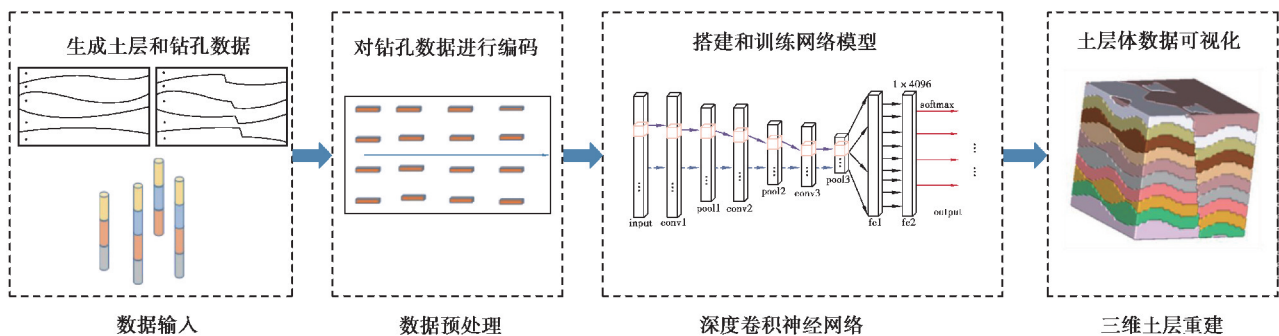 生成土层和钻孔数据
对钻孔数据进行编码
搭建和训练网络模型
1 × 4096
softmax
...
...
input
conv1
pool1
conv2
pool2
conv3
pool3
fc1
fc2
output
土层体数据可视化
数据输入
数据预处理
深度卷积神经网络
三维土层重建